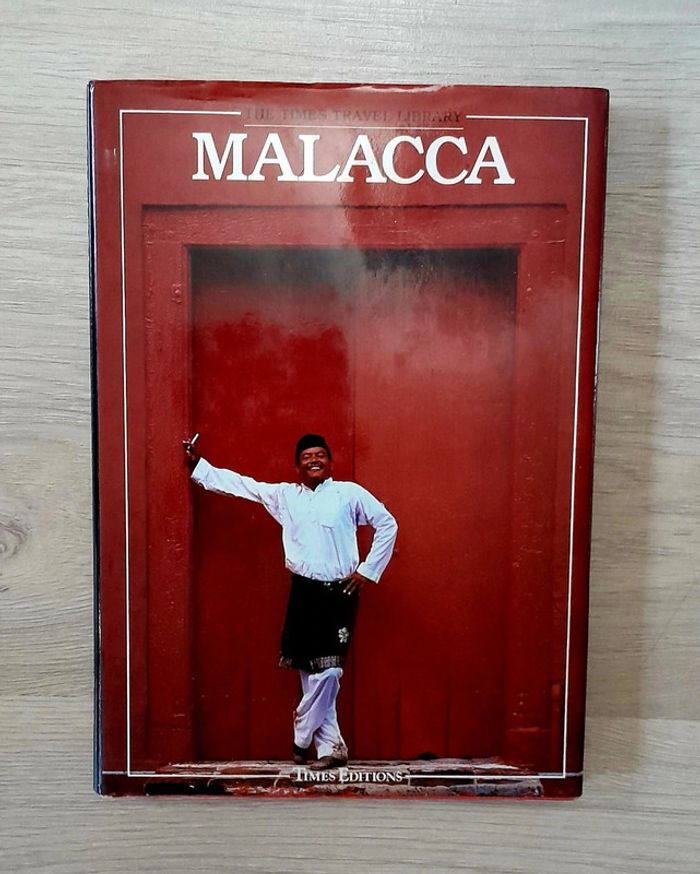 THE TIMES TRAVEL LIBRARY
MALACCA
TIMES EDITIONS